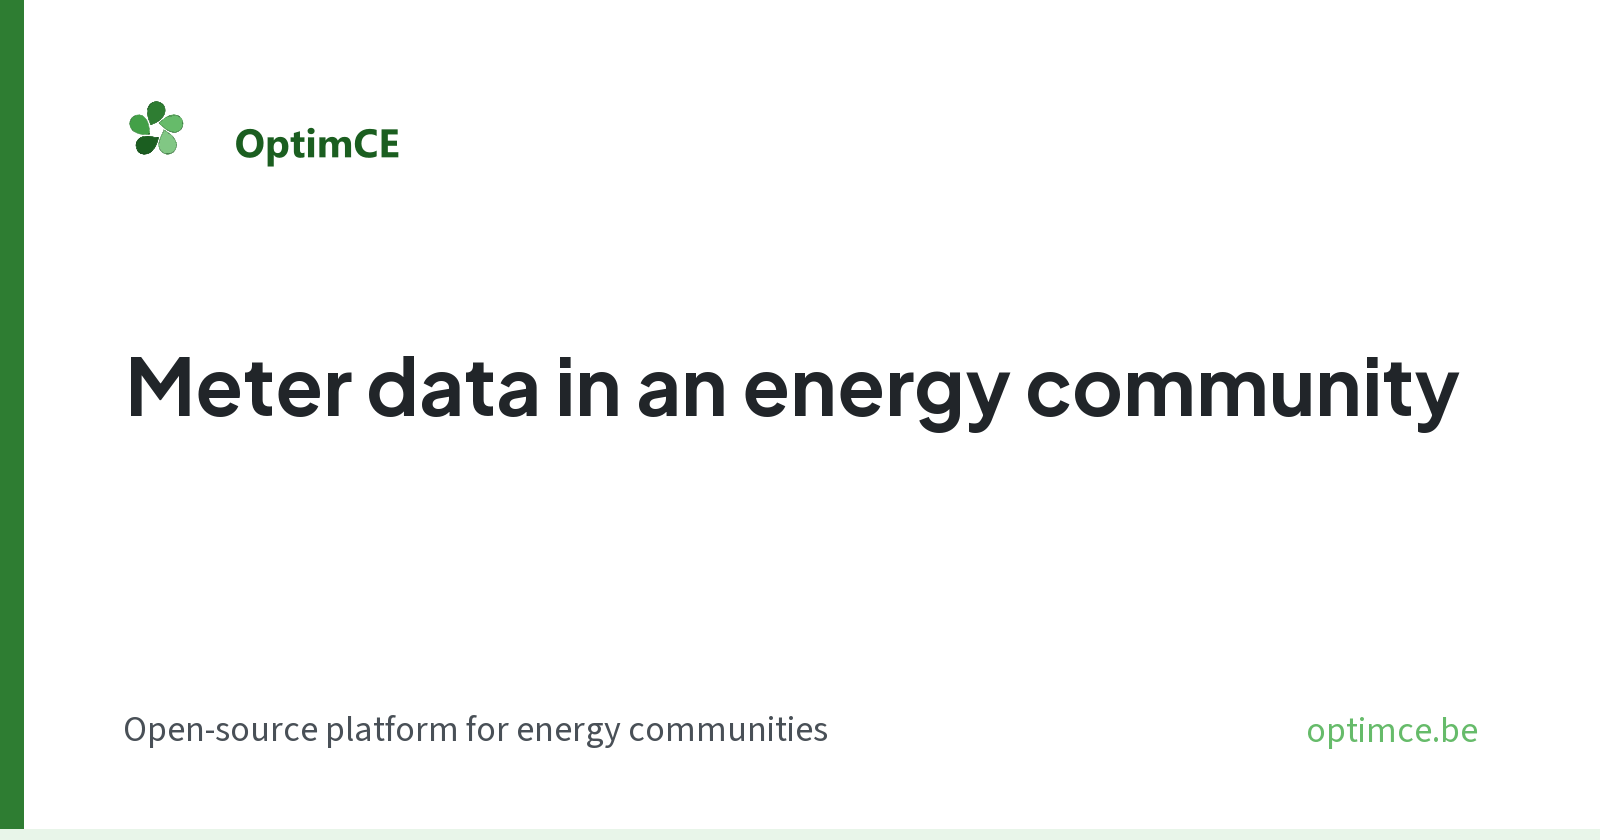 OptimCE
Meter data in an energy community
Open-source platform for energy communities
optimce.be